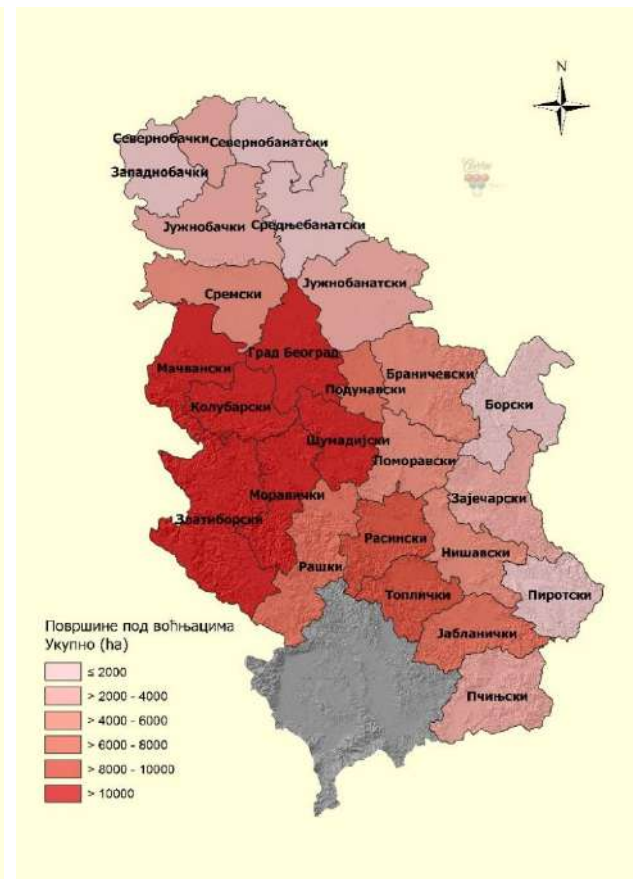 N
Севернобачки
Севернобанатски
Западнобачки
Јужнобачки
Средњебанатски
Јужнобанатски
Сремски
Град Београд
Мачвански
Браничевски
Подунавски
Колубарски
Борски
Шумадијски
Поморавски
Моравички
Зајечарски
Златиборски
Расински
Нишавски
Рашки
Топлички
Пиротски
Јабланички
Пчињски
Површине под воћњацима
Укупно (ha)
≤ 2000
> 2000 - 4000
> 4000 - 6000
> 6000 - 8000
> 8000 - 10000
> 10000